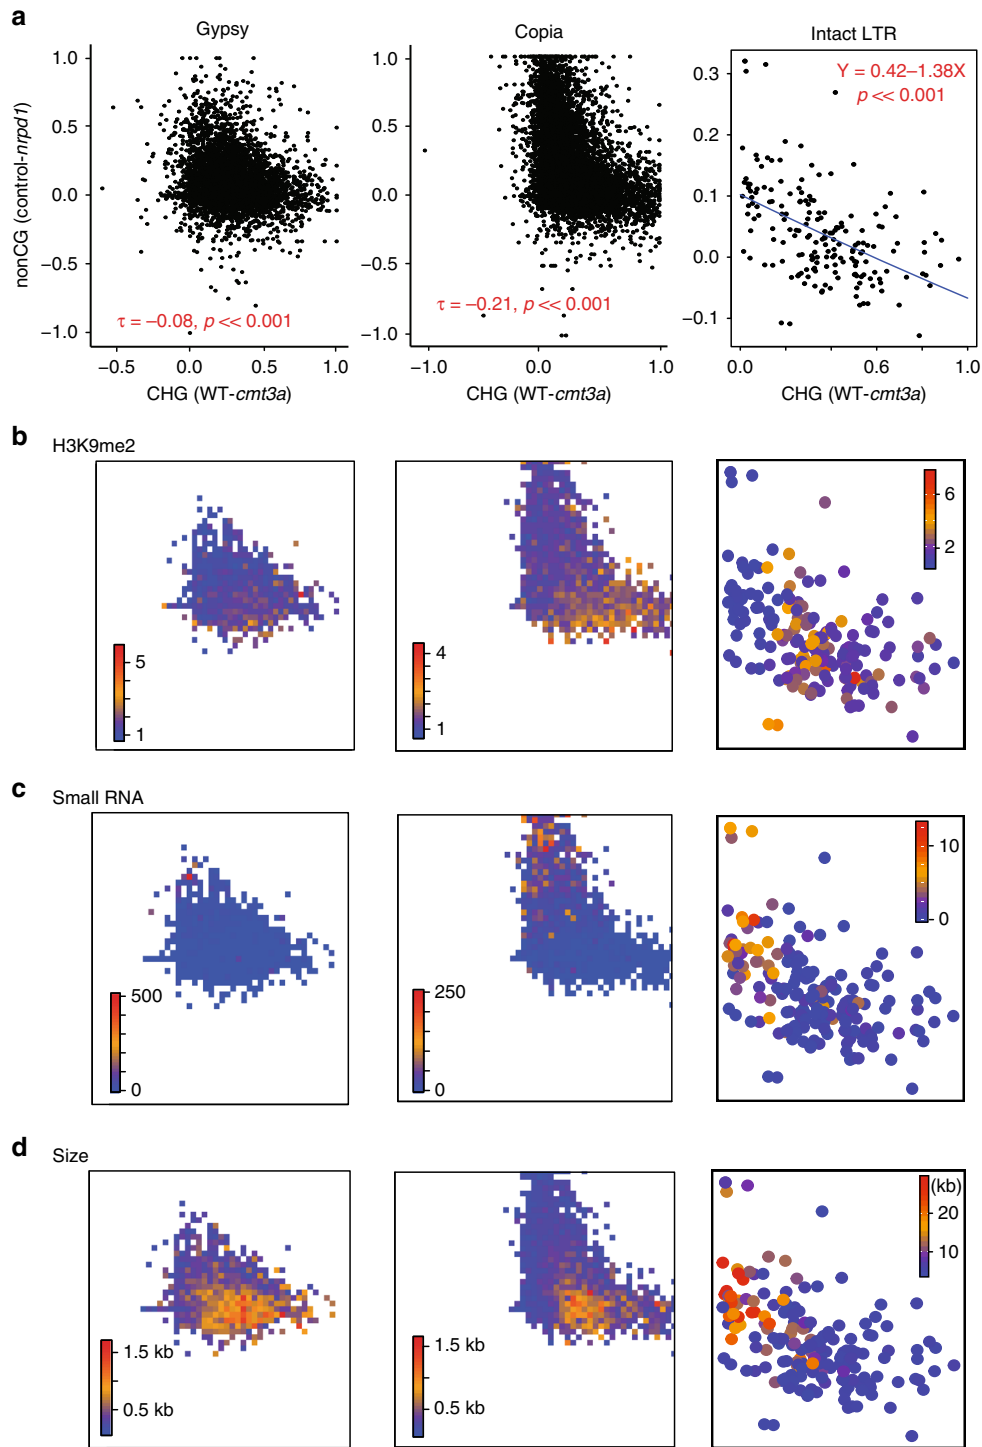 a
Gypsy
Copia
Intact LTR
nonCG (control-nrpd1)
1.0
0.5
0.0
−0.5
−1.0
τ = −0.08, p << 0.001
−0.5
0.0
0.5
1.0
CHG (WT-cmt3a)
1.0
0.5
0.0
−0.5
−1.0
τ = −0.21, p << 0.001
−1.0
0.0
1.0
CHG (WT-cmt3a)
0.3
0.2
0.1
0.0
−0.1
Y = 0.42–1.38X
p << 0.001
0.0
0.6
1.0
CHG (WT-cmt3a)
b
H3K9me2
5
1
4
1
6
2
c
Small RNA
500
0
250
0
10
0
d
Size
1.5 kb
0.5 kb
1.5 kb
0.5 kb
(kb)
20
10